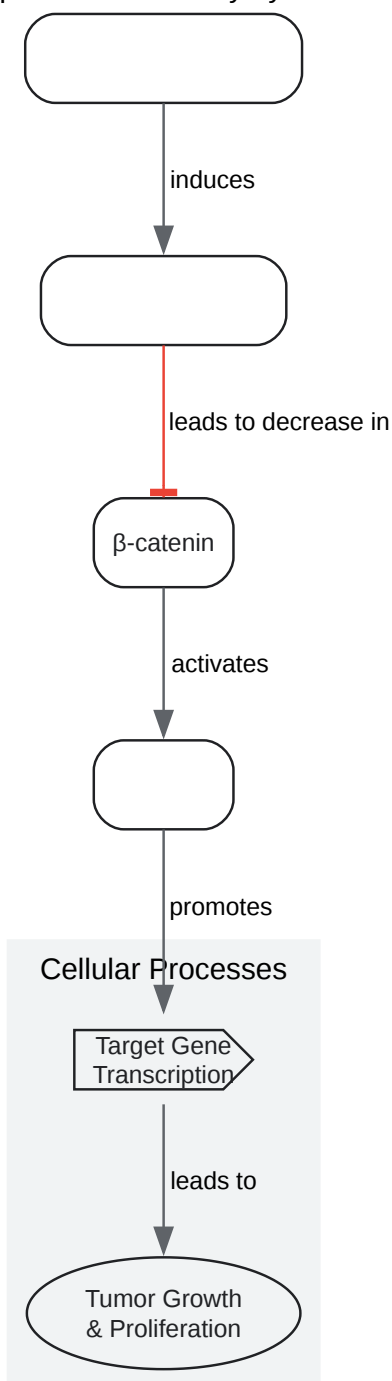 induces
leads to decrease in
β-catenin
activates
promotes
Cellular Processes
Target Gene
Transcription
leads to
Tumor Growth
& Proliferation